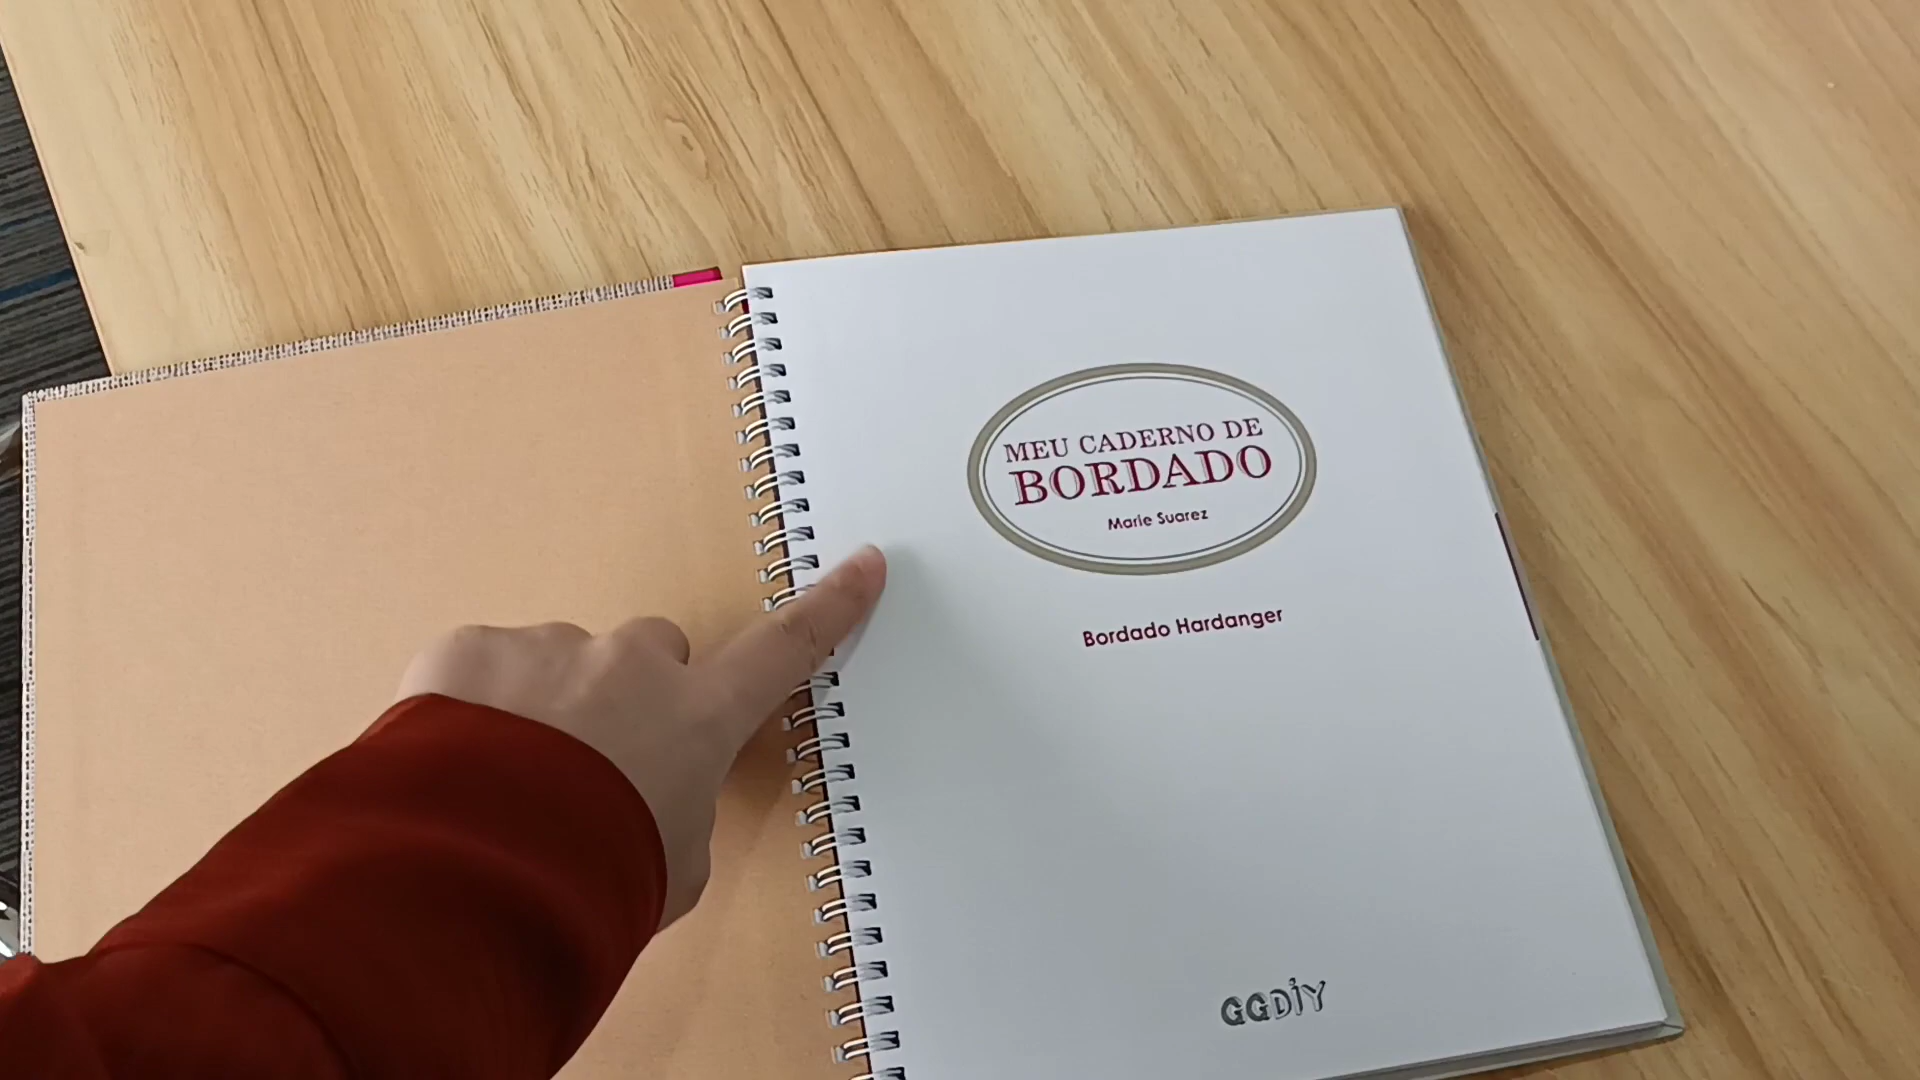 MEU CADERNO DE
BORDADO
Marie Suarez
Bordado Hardanger
GGDiY